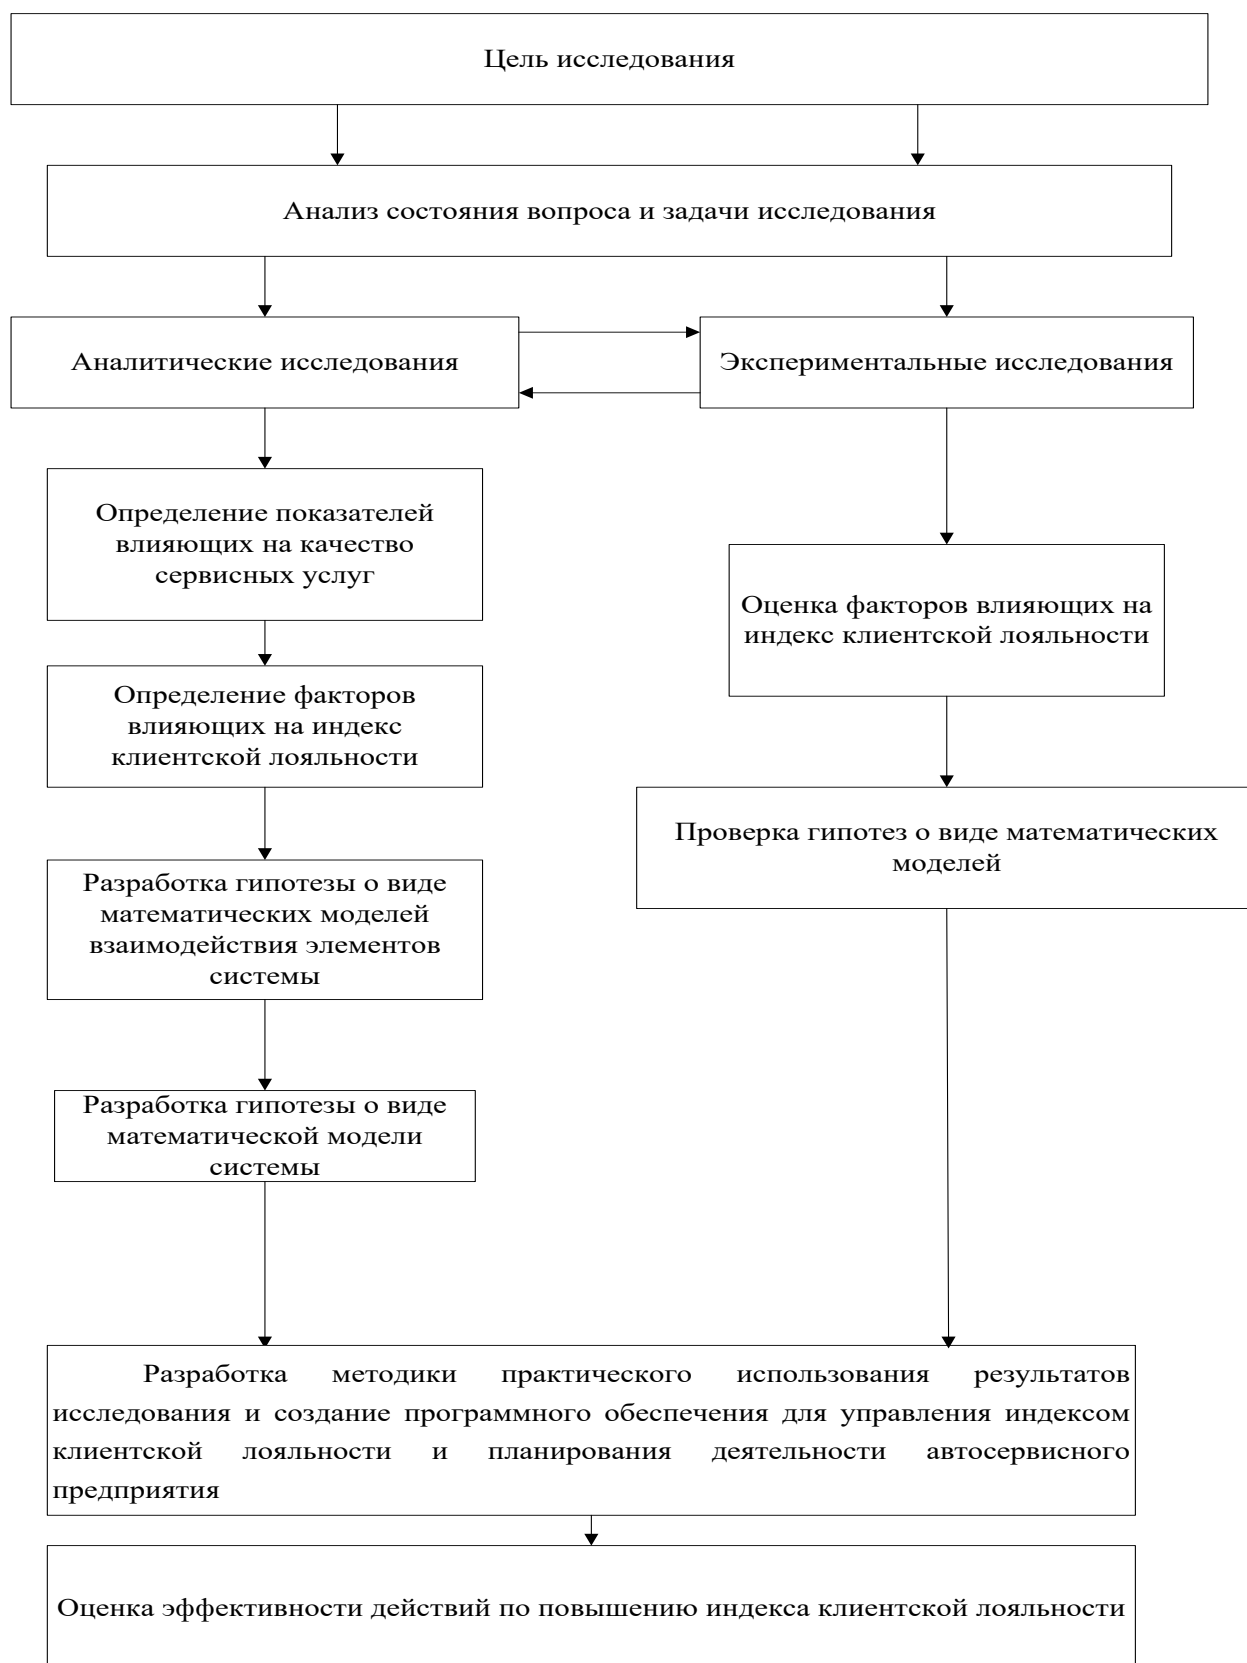 Цель исследования
Анализ состояния вопроса и задачи исследования
Аналитические исследования
Экспериментальные исследования
Определение показателей
влияющих на качество
сервисных услуг
Оценка факторов влияющих на
индекс клиентской лояльности
Определение факторов
влияющих на индекс
клиентской лояльности
Проверка гипотез о виде математических
моделей
Разработка гипотезы о виде
математических моделей
взаимодействия элементов
системы
Разработка гипотезы о виде
математической модели
системы
Разработка методики практического использования результатов
исследования и создание программного обеспечения для управления индексом
клиентской лояльности и планирования деятельности автосервисного
предприятия
Оценка эффективности действий по повышению индекса клиентской лояльности